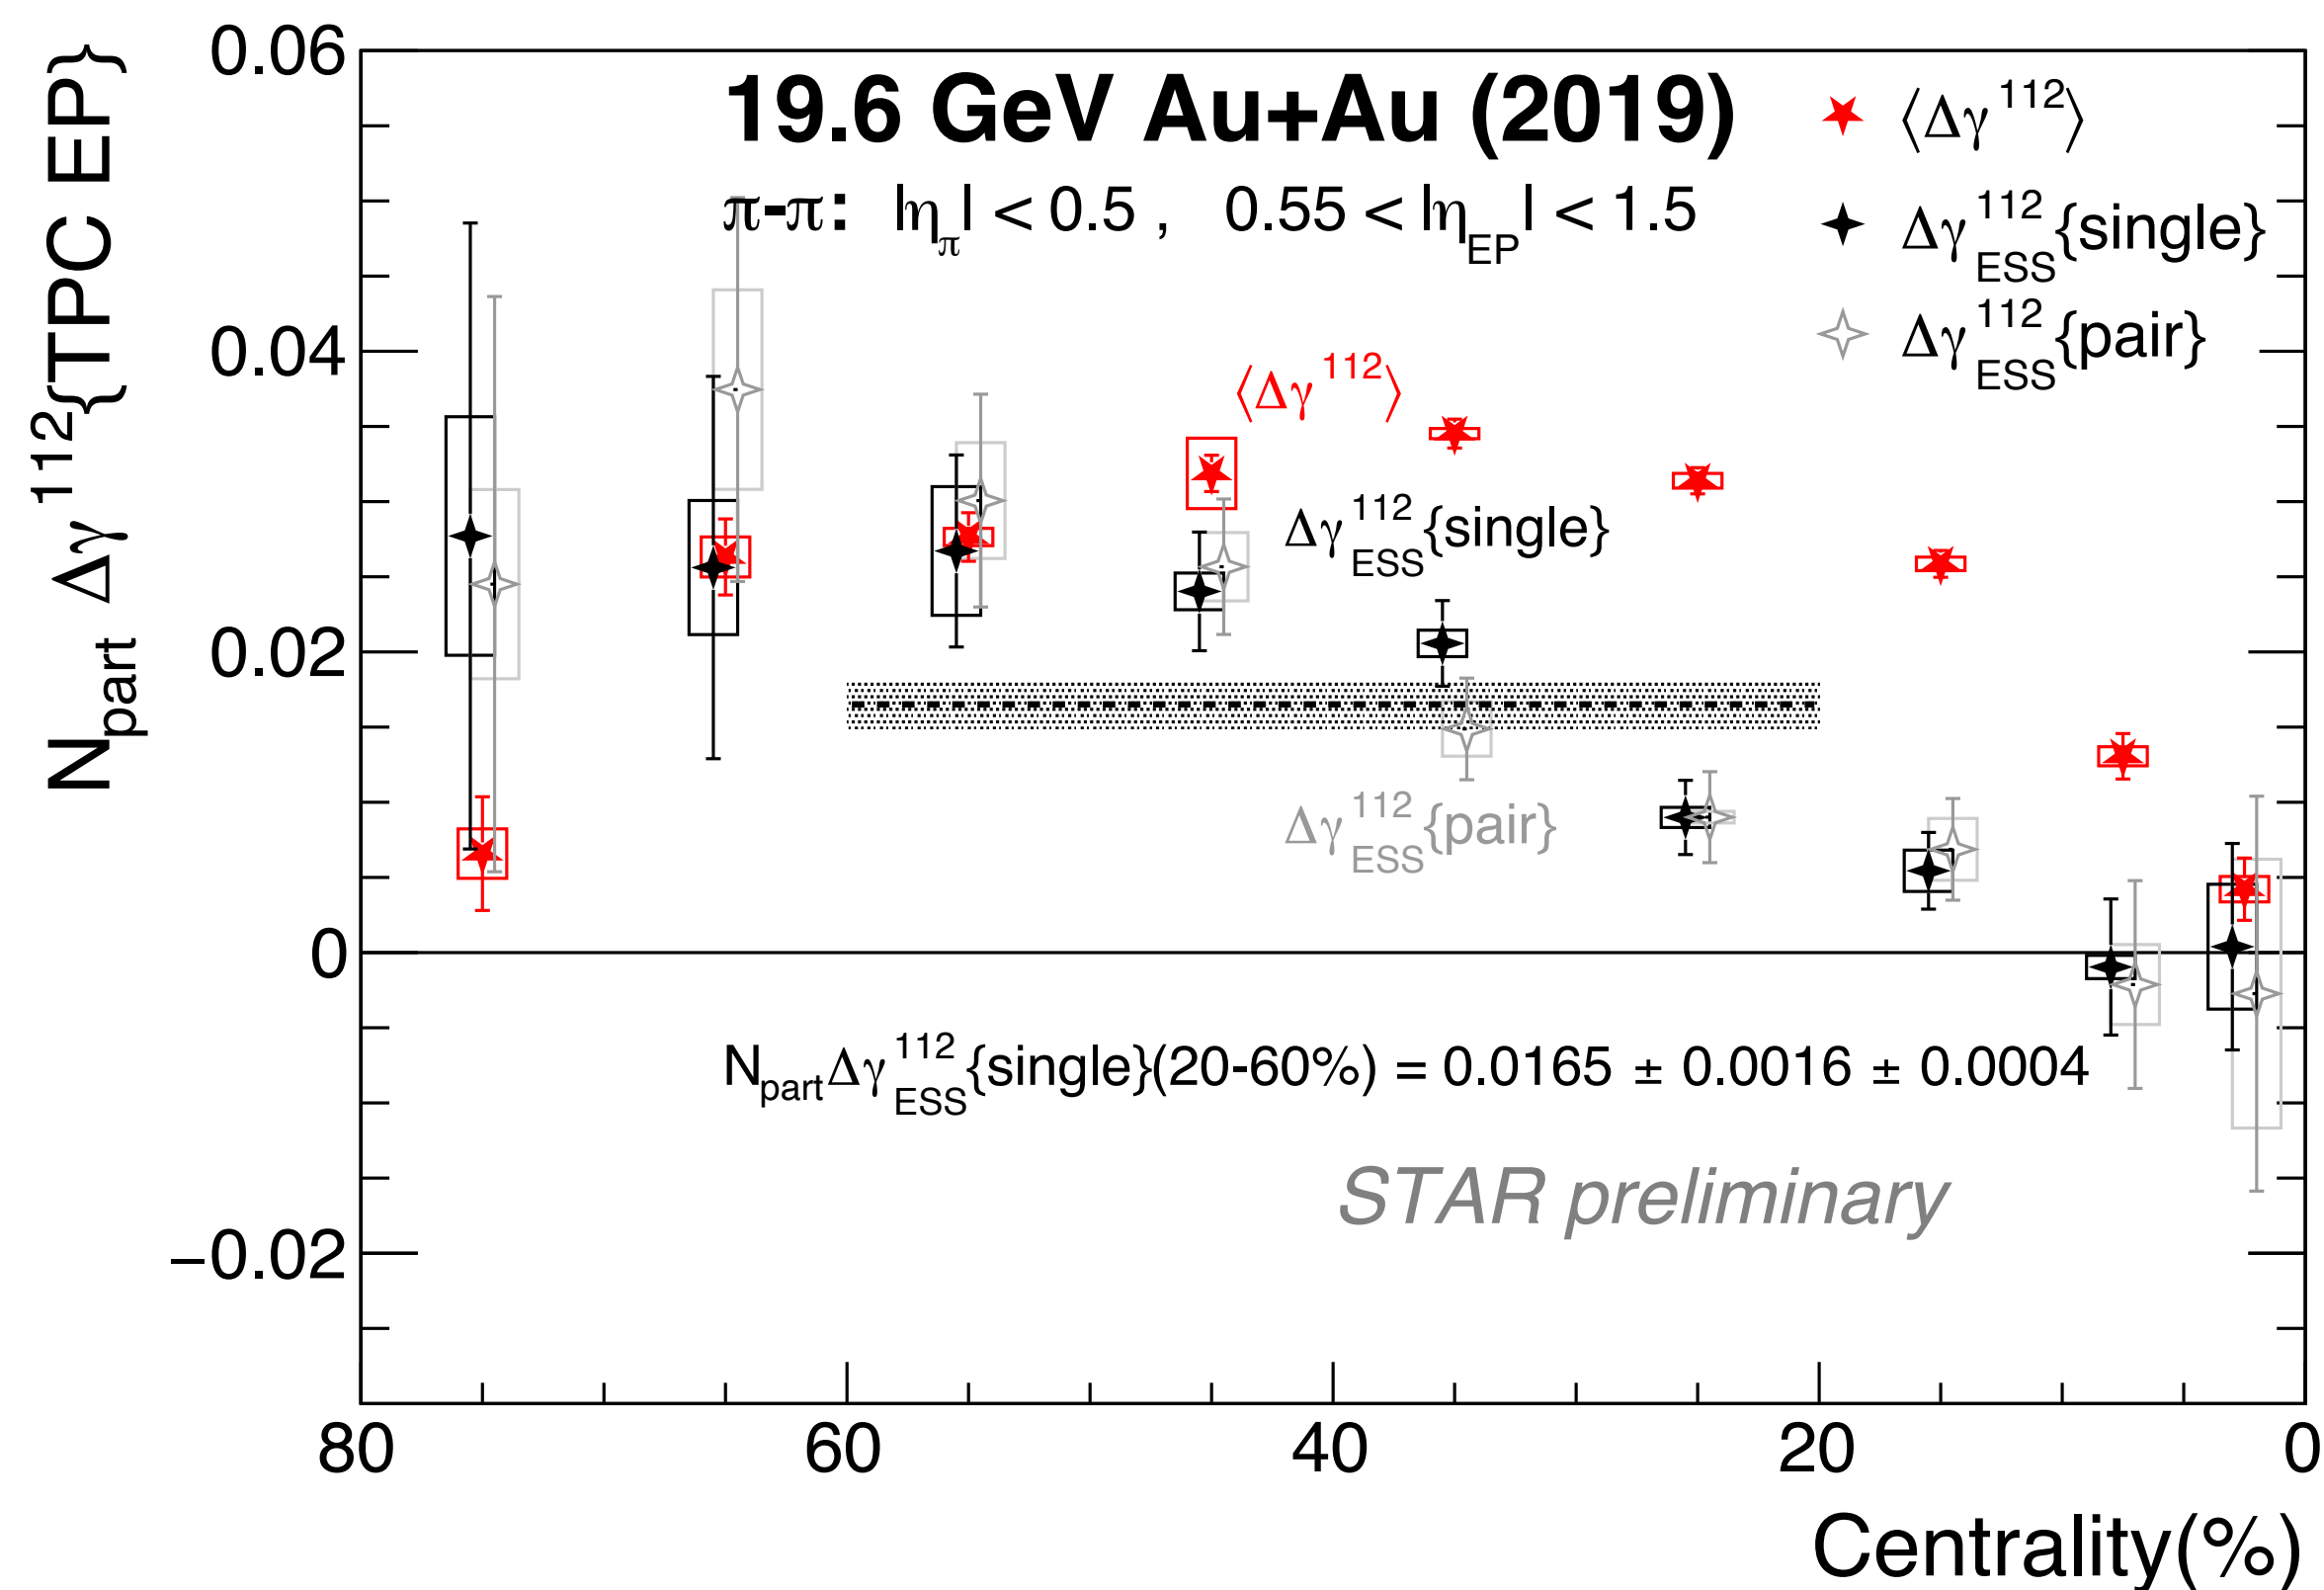 19.6 GeV Au+Au (2019)
π-π: |η_π| < 0.5 , 0.55 < |η_EP| < 1.5
⟨Δγ^112⟩
Δγ^112_ESS{single}
Δγ^112_ESS{pair}
N_part Δγ^112{TPC EP}
0.06
0.04
0.02
0
−0.02
⟨Δγ^112⟩
Δγ^112_ESS{single}
Δγ^112_ESS{pair}
N_partΔγ^112_ESS{single}(20-60%) = 0.0165 ± 0.0016 ± 0.0004
STAR preliminary
80 60 40 20 0
Centrality(%)